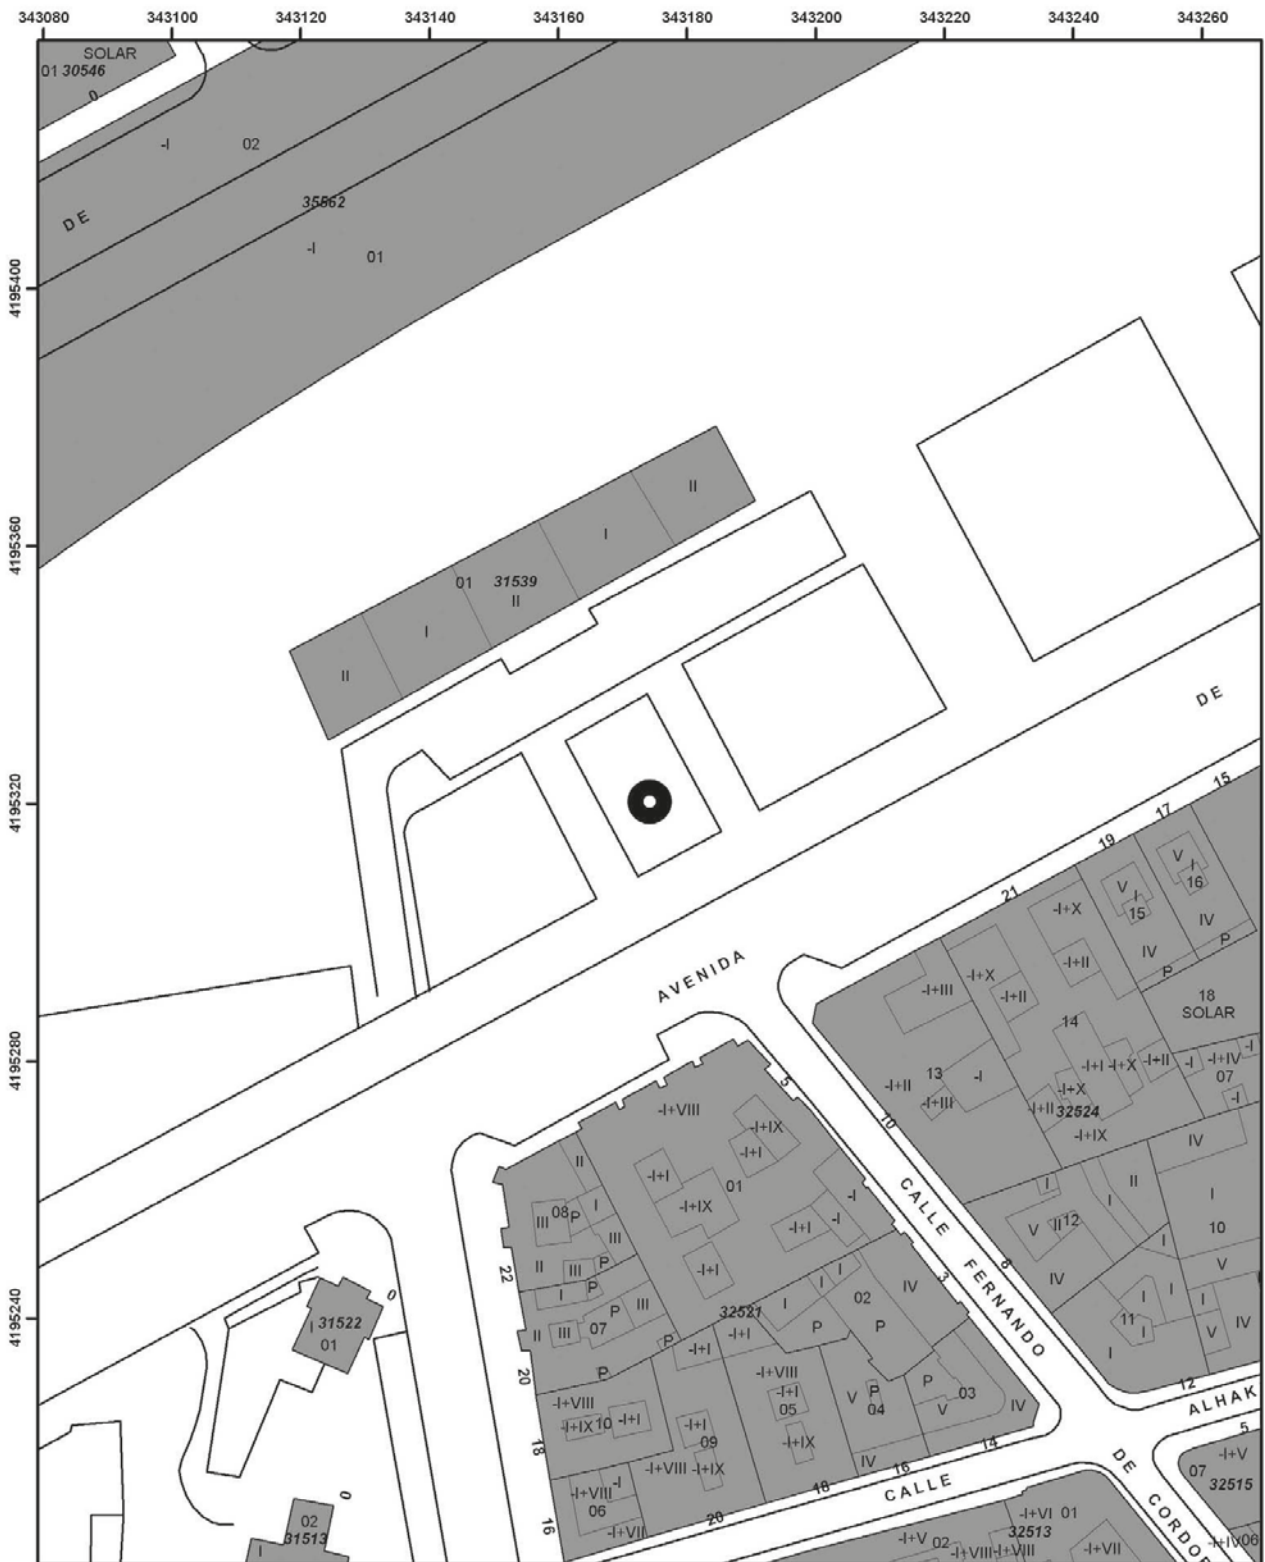 343080 343100 343120 343140 343160 343180 343200 343220 343240 343260
SOLAR
01 30546
0
-I 02
DE
35562
-I 01
4195400
II
I
4195360
01 31539
II
I
II
DE
4195320
15
17
19
21
V I 16
V I 15
IV
IV
P
P
-I+X
-I+II
AVENIDA
-I+III
-I+X
-I+II
18
SOLAR
14
4195280
-I+II
13
-I
-I+III
-I+I
-I+X
-I+II
-I
-I+IV
-I
07
-I
-I+X
-I+II
32524
-I+IX
5
10
-I+VIII
-I+IX
-I+I
-I+I
01
-I+IX
-I
-I
-I+I
-I+I
II
08
III
P
I
III
II
III
P
I
P
CALLE
FERNANDO
IV
II
I
I
I
V
II
12
10
I
IV
V
8
3
22
4195240
0
31522
I
01
P
III
07
II
III
P
P
32521
-I+I
-I+I
I
I
I
02
IV
P
P
I
I
11
I
I
I
V
IV
20
-I+VIII
-I+IX
10
-I+I
-I+VIII
-I+I
05
-I+IX
V
P
04
P
V
03
IV
IV
12
ALHAK
5
18
-I+I
09
-I+VIII
-I+IX
14
16
18
20
CALLE
DE
CORDO
07
-I+V
32515
-I+IV
06
-I
-I+VIII
06
-I+VII
16
0
02
31513
I
-I+VI 01
32513
-I+V 02
-I+VIII
-I+VIII
-I+VII